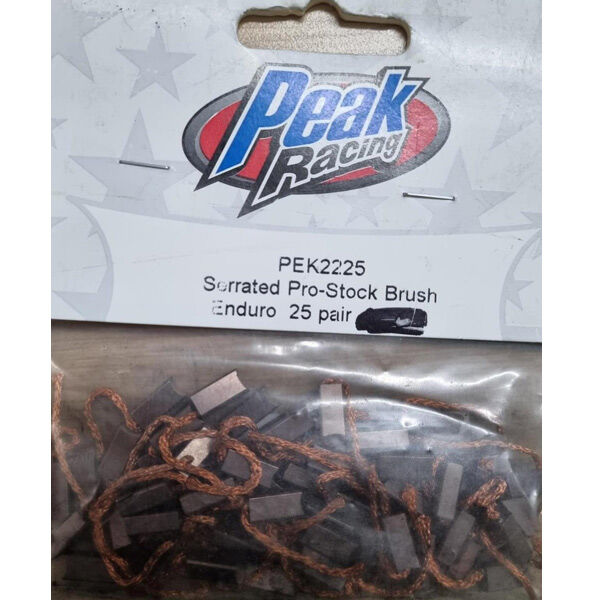 Peak
Racing
PEK2225
Serrated Pro-Stock Brush
Enduro 25 pair